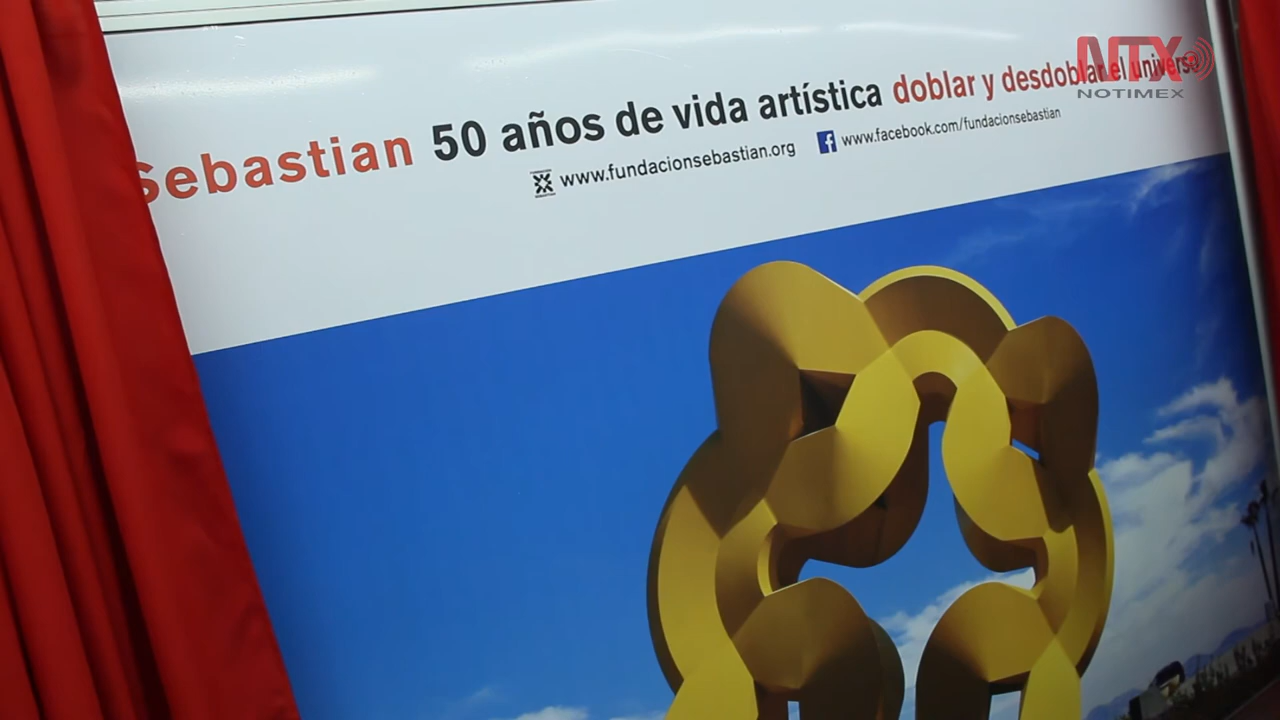 Sebastian 50 años de vida artística doblar y desdoblar el universo
www.fundacionsebastian.org www.facebook.com/fundacionsebastian
NTX
NOTIMEX